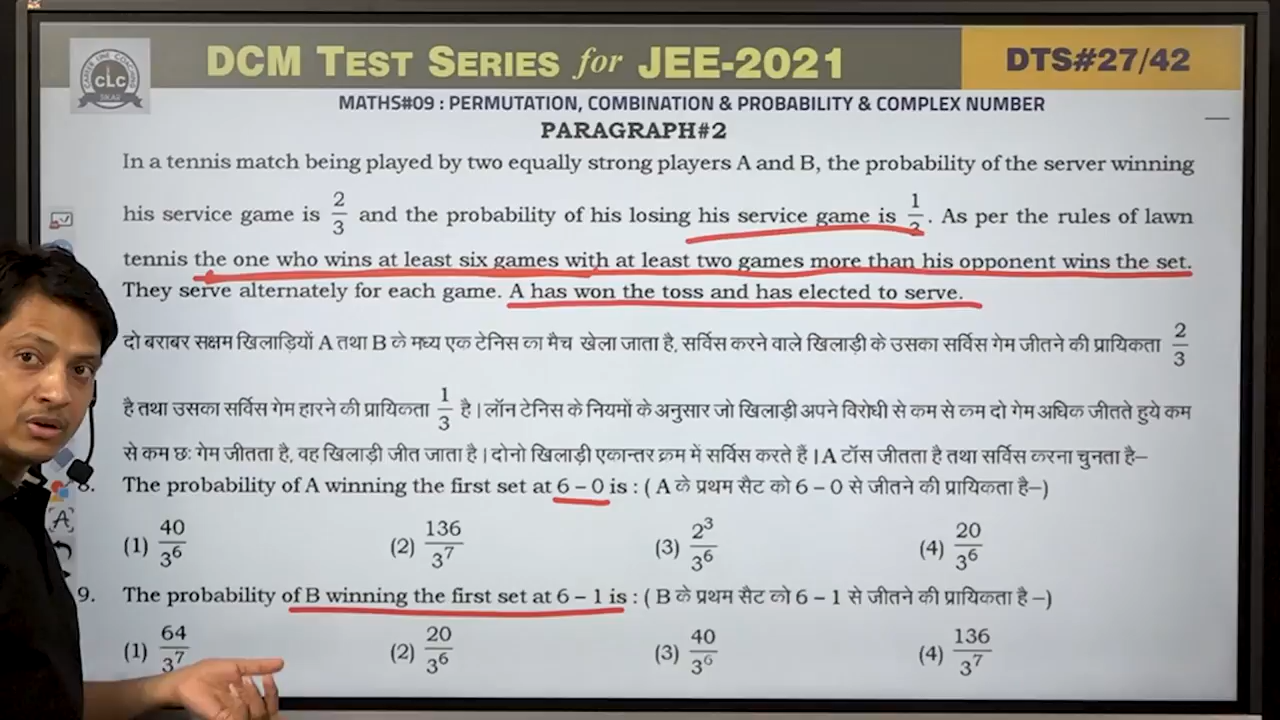 DCM TEST SERIES for JEE-2021
DTS#27/42
CAREER LINE COACHING
CLC
SIKAR
MATHS#09 : PERMUTATION, COMBINATION & PROBABILITY & COMPLEX NUMBER
PARAGRAPH#2
In a tennis match being played by two equally strong players A and B, the probability of the server winning
his service game is 2/3 and the probability of his losing his service game is 1/3. As per the rules of lawn
tennis the one who wins at least six games with at least two games more than his opponent wins the set.
They serve alternately for each game. A has won the toss and has elected to serve.
दो बराबर सक्षम खिलाड़ियों A तथा B के मध्य एक टेनिस का मैच खेला जाता है, सर्विस करने वाले खिलाड़ी के उसका सर्विस गेम जीतने की प्रायिकता 2/3
है तथा उसका सर्विस गेम हारने की प्रायिकता 1/3 है। लॉन टेनिस के नियमों के अनुसार जो खिलाड़ी अपने विरोधी से कम से कम दो गेम अधिक जीतते हुये कम
से कम छः गेम जीतता है, वह खिलाड़ी जीत जाता है। दोनो खिलाड़ी एकान्तर क्रम में सर्विस करते हैं। A टॉस जीतता है तथा सर्विस करना चुनता है–
8. The probability of A winning the first set at 6 – 0 is : ( A के प्रथम सैट को 6 – 0 से जीतने की प्रायिकता है–)
(1) 40/3^6 (2) 136/3^7 (3) 2^3/3^6 (4) 20/3^6
9. The probability of B winning the first set at 6 – 1 is : ( B के प्रथम सैट को 6 – 1 से जीतने की प्रायिकता है –)
(1) 64/3^7 (2) 20/3^6 (3) 40/3^6 (4) 136/3^7